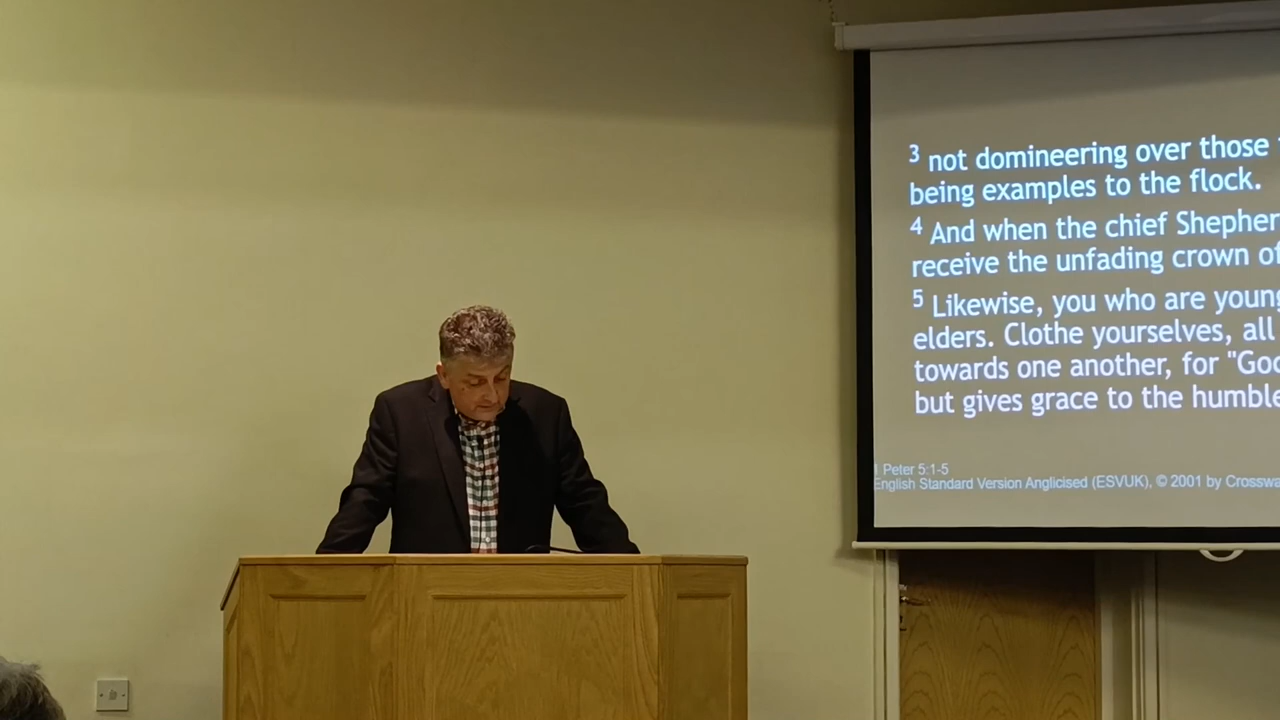 3 not domineering over those
being examples to the flock.
4 And when the chief Shepher
receive the unfading crown of
5 Likewise, you who are young
elders. Clothe yourselves, all
towards one another, for "God
but gives grace to the humble
1 Peter 5:1-5
English Standard Version Anglicised (ESVUK), © 2001 by Crosswa